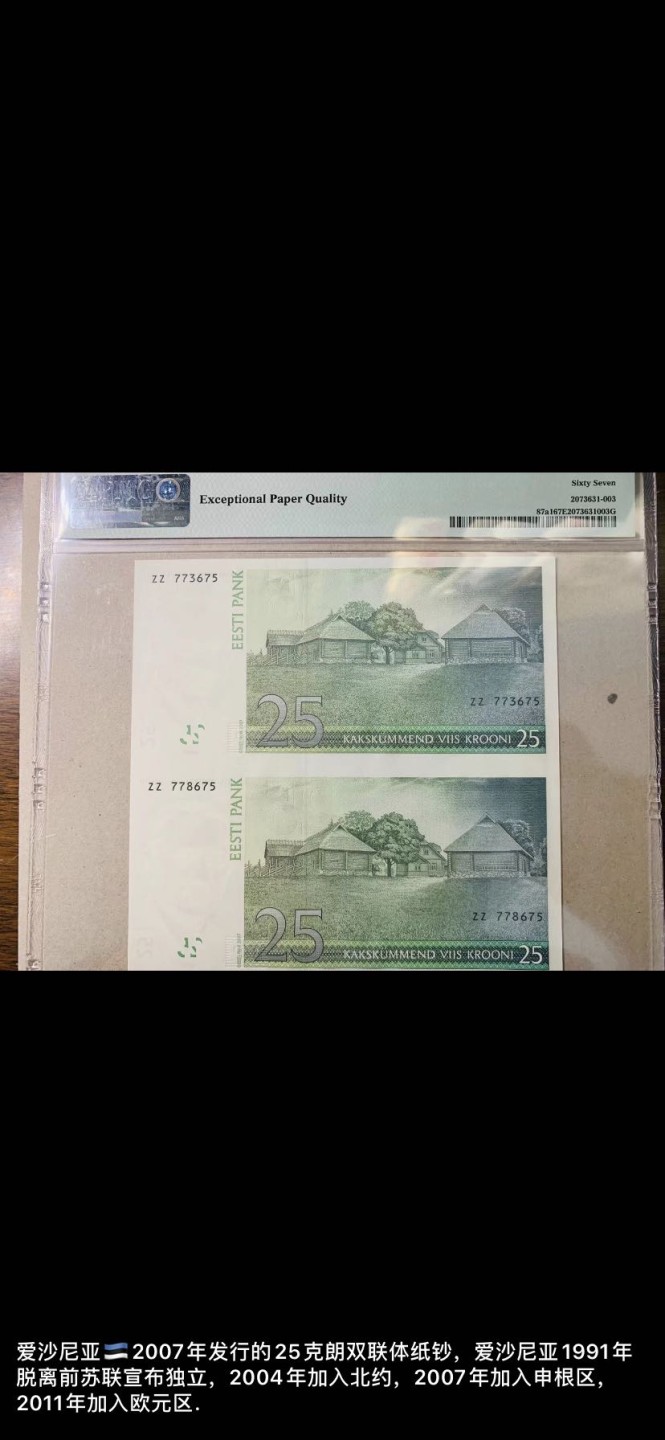 Sixty Seven
Exceptional Paper Quality
2073631-003
87a167E2073631003G
ZZ 773675
EESTI PANK
ZZ 773675
25
KAKSKÜMMEND VIIS KROONI 25
ZZ 778675
EESTI PANK
ZZ 778675
25
KAKSKÜMMEND VIIS KROONI 25
爱沙尼亚🇪🇪2007年发行的25克朗双联体纸钞，爱沙尼亚1991年
脱离前苏联宣布独立，2004年加入北约，2007年加入申根区，
2011年加入欧元区.